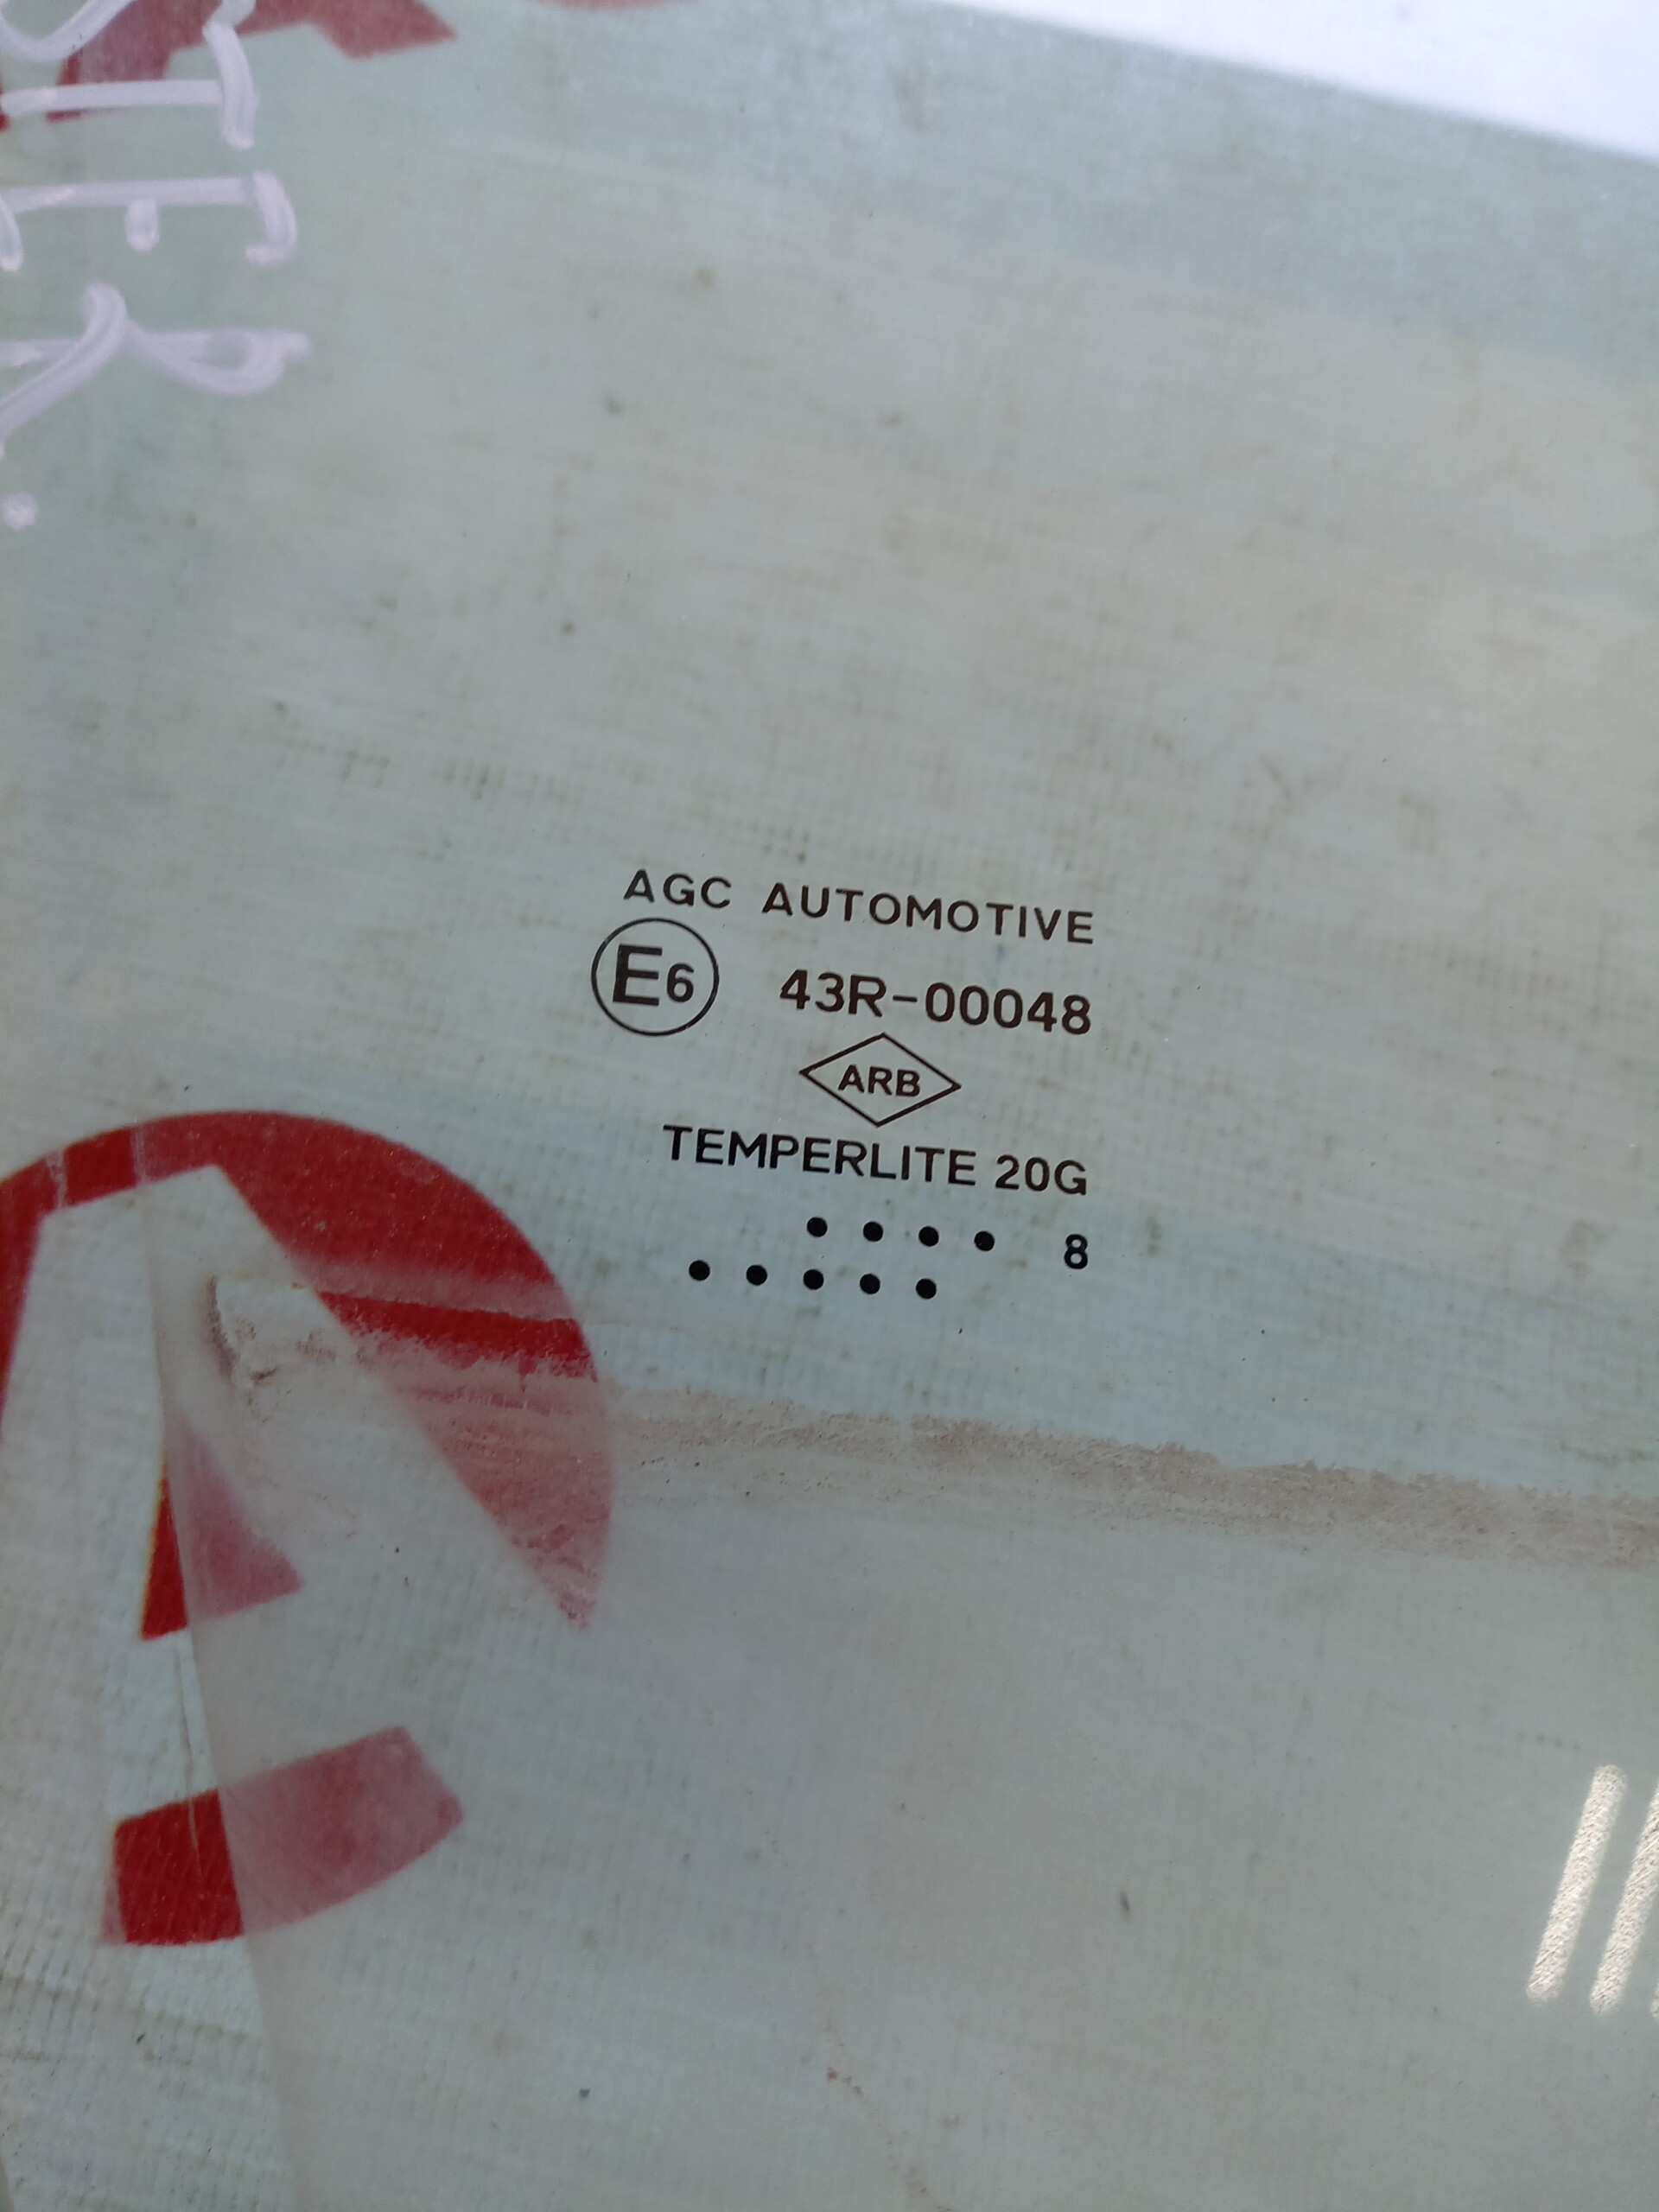 AGC AUTOMOTIVE
E6 43R-00048
ARB
TEMPERLITE 20G
8